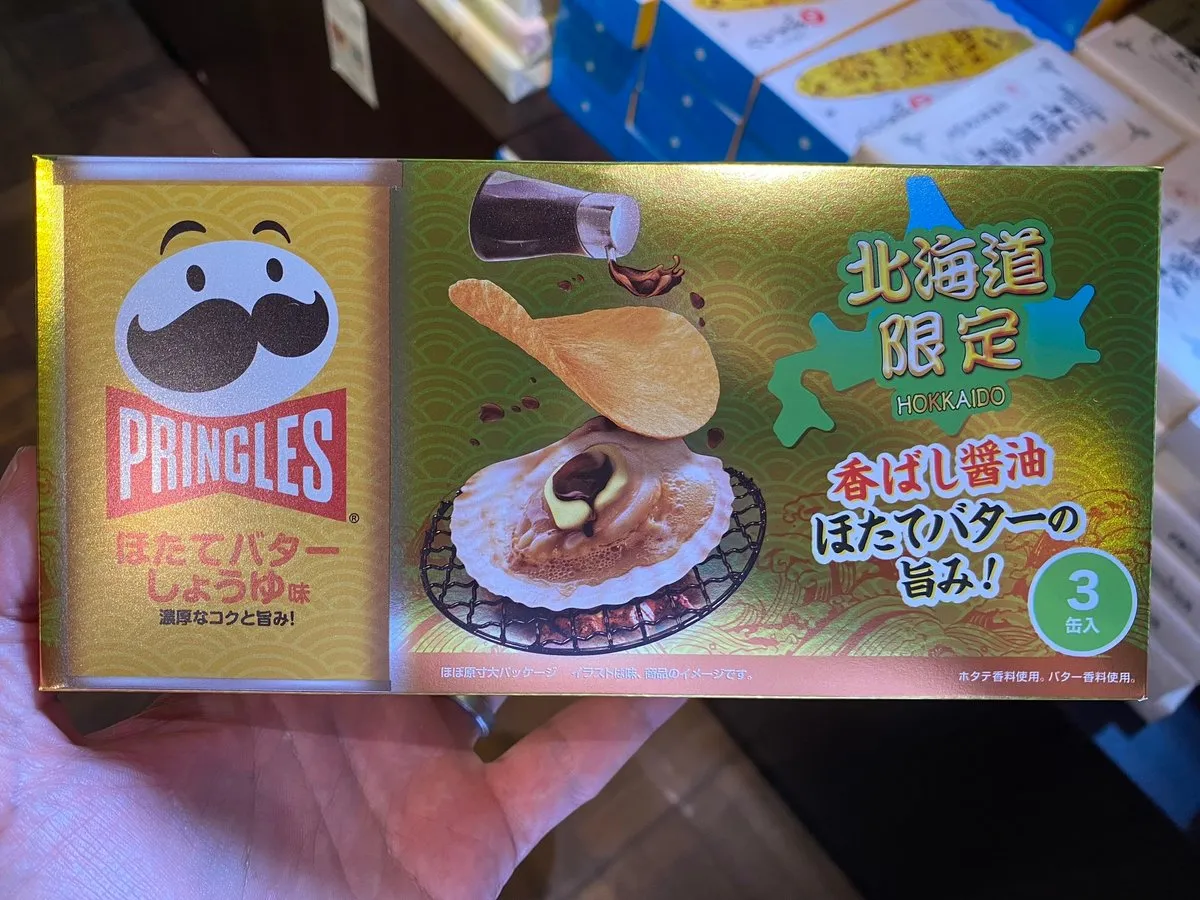 PRINGLES
®
ほたてバター
しょうゆ味
濃厚なコクと旨み!
北海道
限定
HOKKAIDO
香ばし醤油
ほたてバターの
旨み!
3
缶入
ほぼ原寸大パッケージ イラストは味、商品のイメージです。
ホタテ香料使用。バター香料使用。